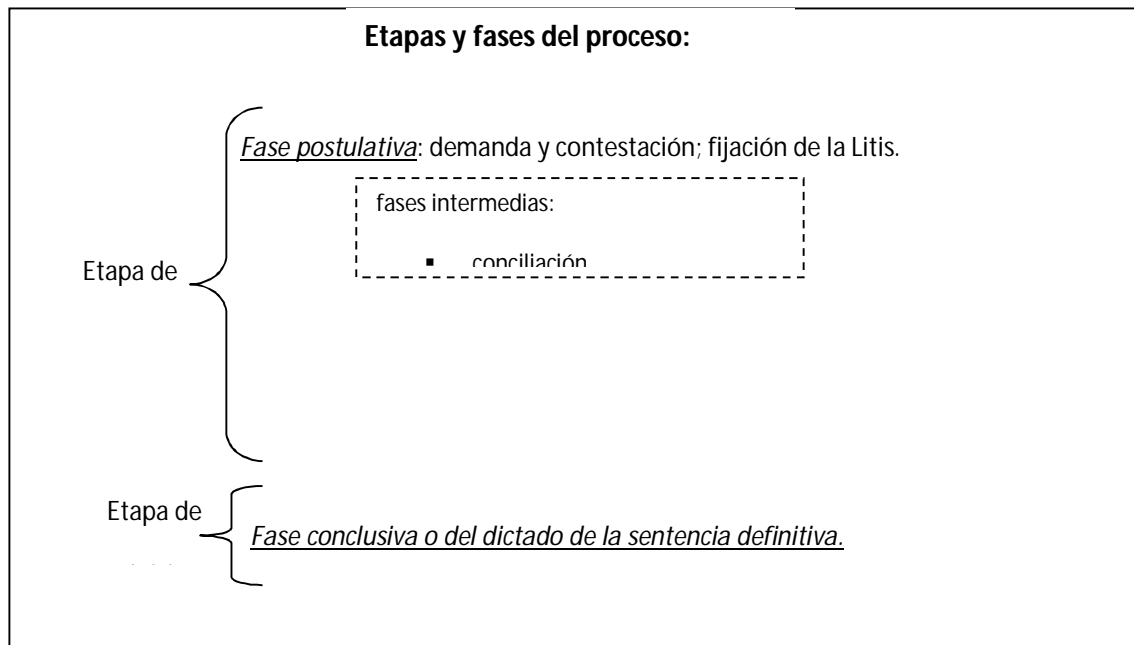 Etapas y fases del proceso:
Fase postulativa: demanda y contestación; fijación de la Litis.
fases intermedias:
▪ conciliación
Etapa de
Etapa de
Fase conclusiva o del dictado de la sentencia definitiva.